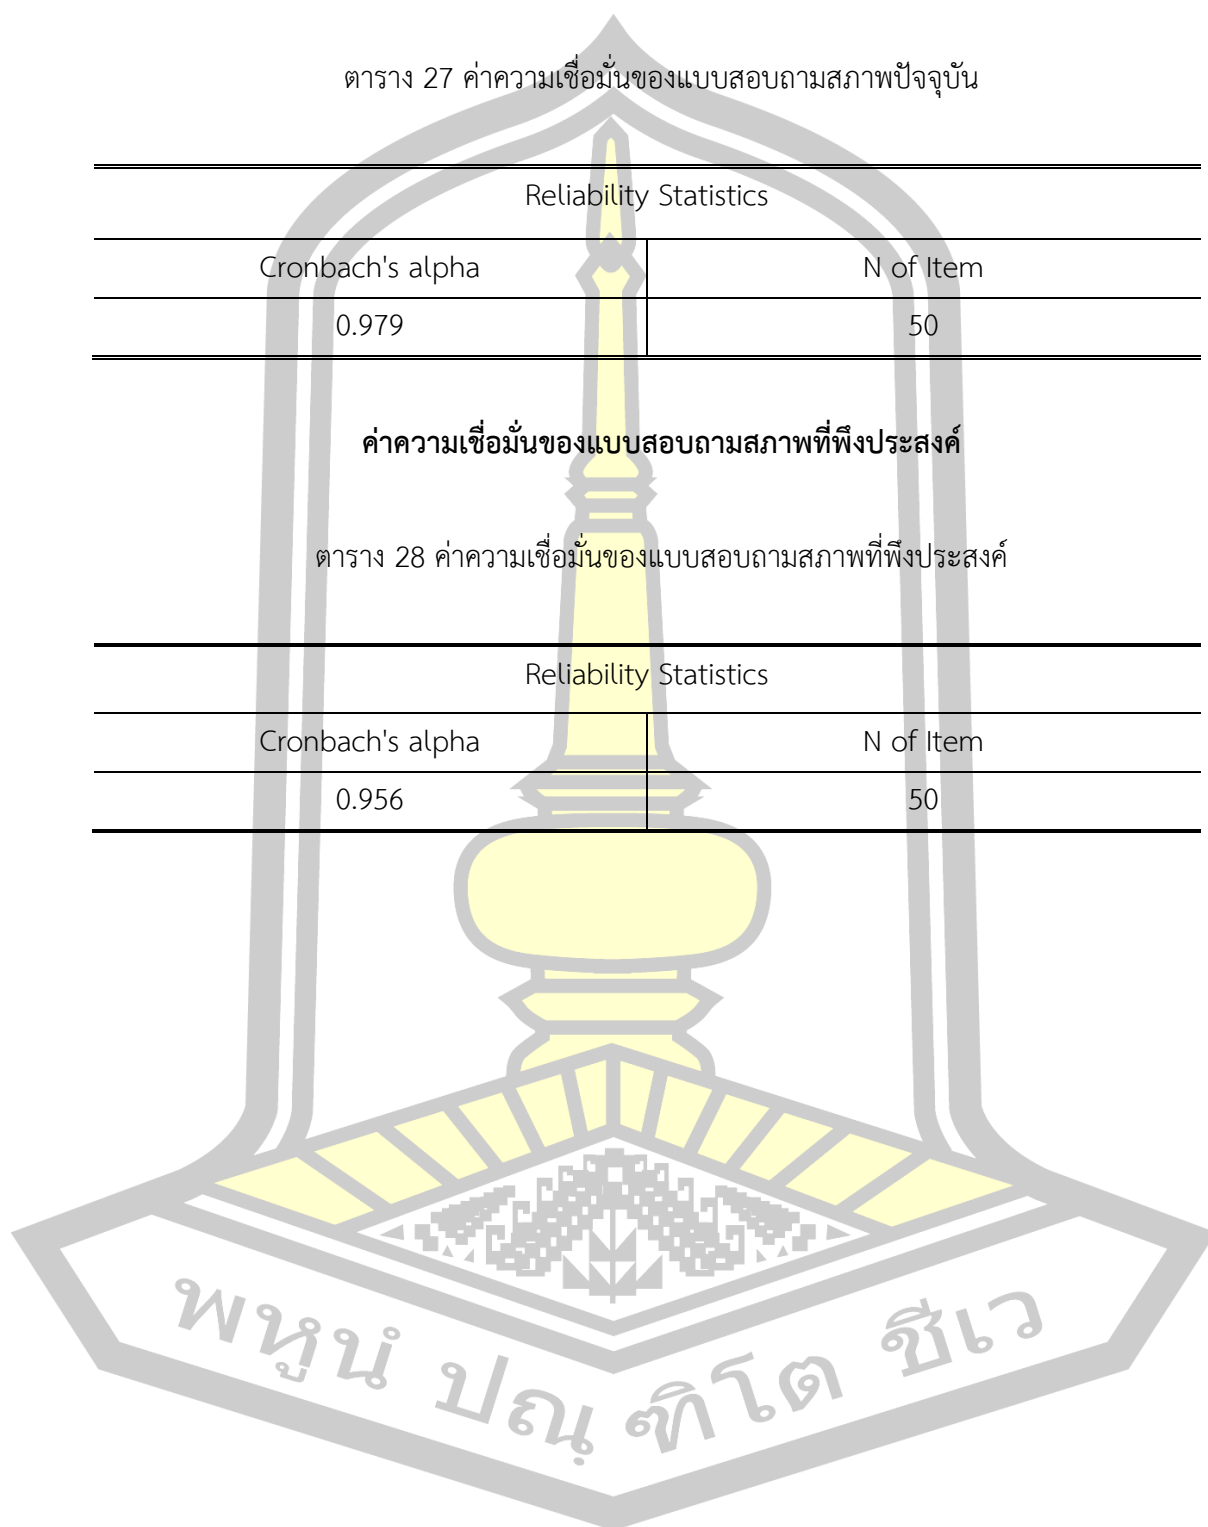 ตาราง 27 ค่าความเชื่อมั่นของแบบสอบถามสภาพปัจจุบัน
Reliability Statistics
Cronbach's alpha N of Item
0.979 50
ค่าความเชื่อมั่นของแบบสอบถามสภาพที่พึงประสงค์
ตาราง 28 ค่าความเชื่อมั่นของแบบสอบถามสภาพที่พึงประสงค์
Reliability Statistics
Cronbach's alpha N of Item
0.956 50
พหูนํ ปณฺ ฑิโต ชีเว